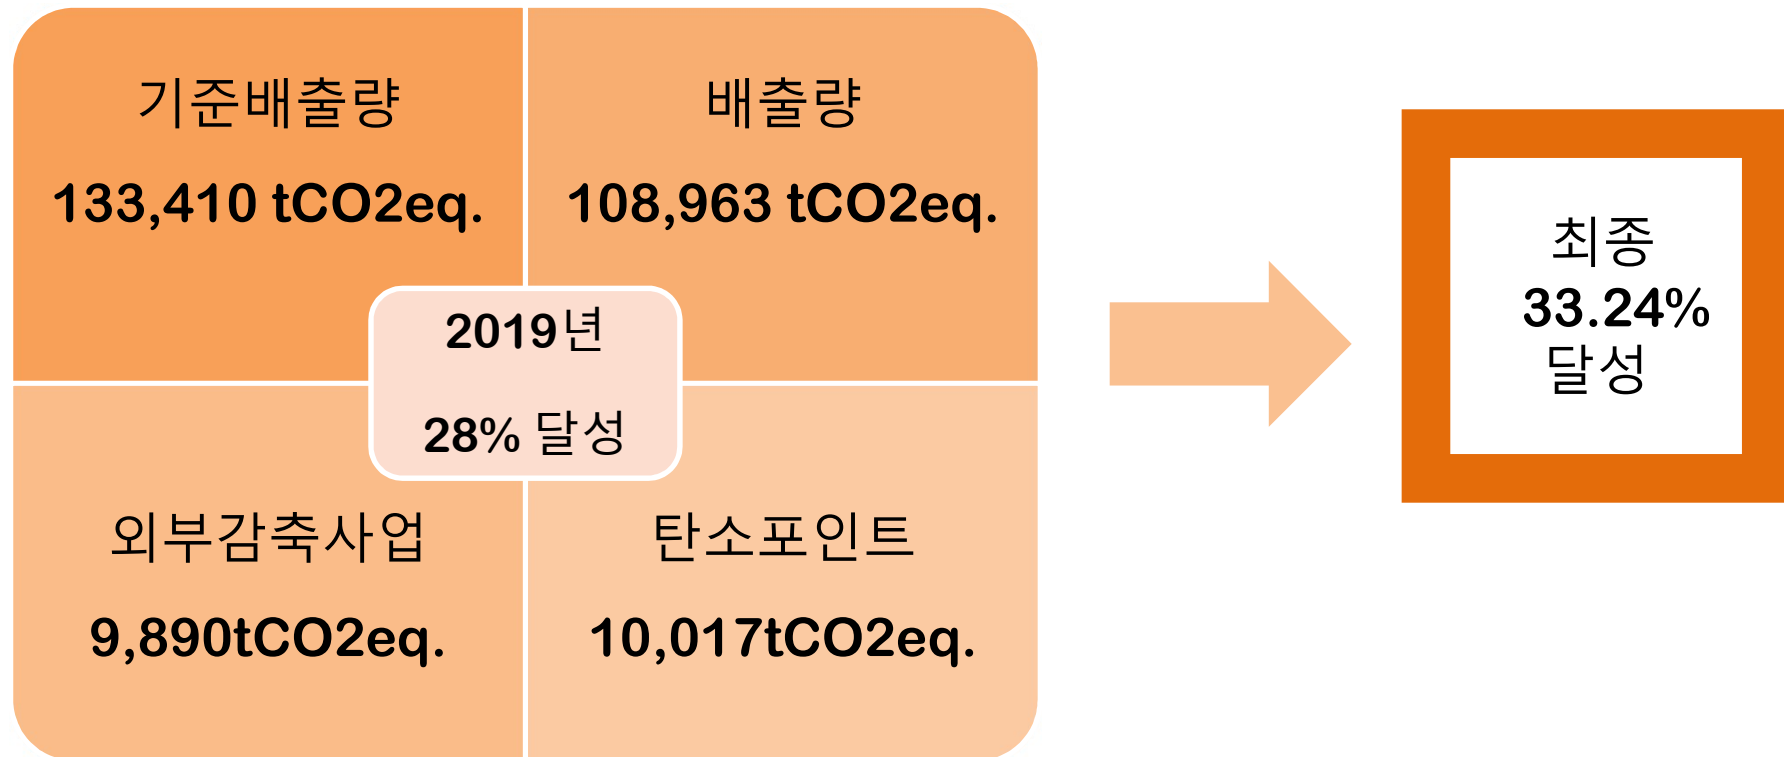 기준배출량
133,410 tCO2eq.
배출량
108,963 tCO2eq.
2019년
28% 달성
외부감축사업
9,890tCO2eq.
탄소포인트
10,017tCO2eq.
최종
33.24%
달성